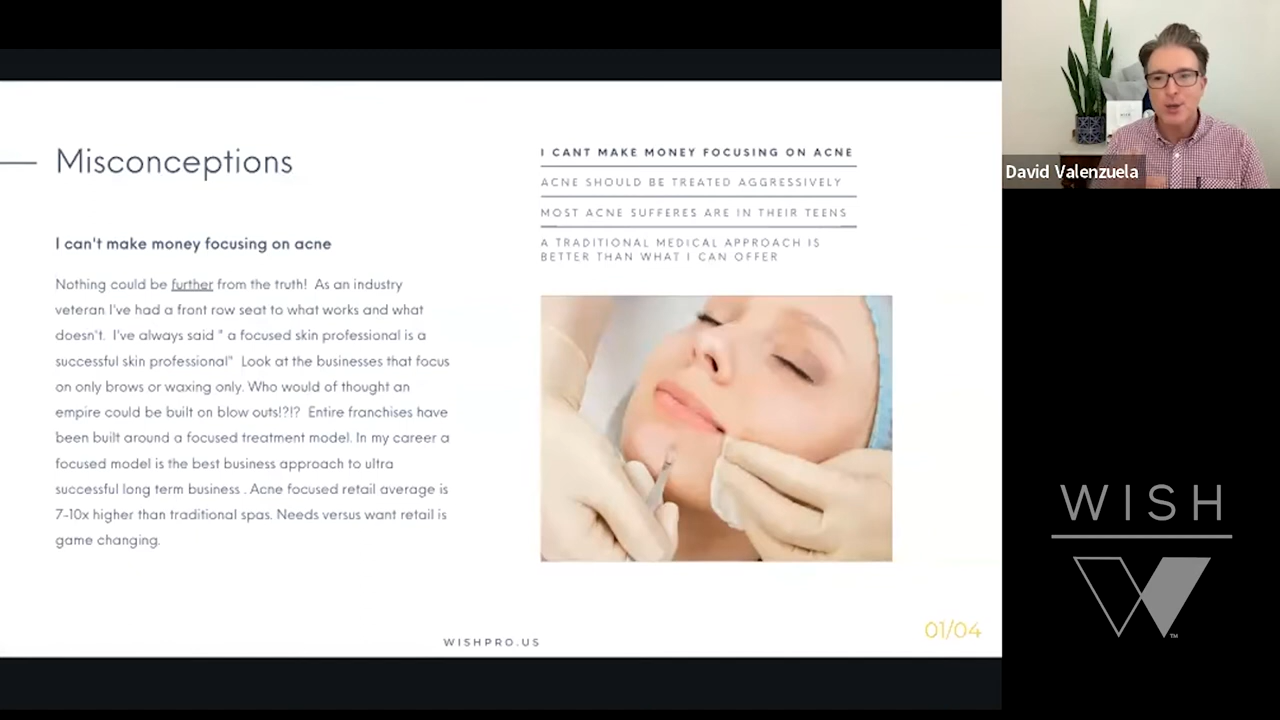 Misconceptions
I can't make money focusing on acne
Nothing could be further from the truth! As an industry
veteran I've had a front row seat to what works and what
doesn't. I've always said " a focused skin professional is a
successful skin professional" Look at the businesses that focus
on only brows or waxing only. Who would of thought an
empire could be built on blow outs!?!? Entire franchises have
been built around a focused treatment model. In my career a
focused model is the best business approach to ultra
successful long term business . Acne focused retail average is
7-10x higher than traditional spas. Needs versus want retail is
game changing.
I CANT MAKE MONEY FOCUSING ON ACNE
ACNE SHOULD BE TREATED AGGRESSIVELY
MOST ACNE SUFFERES ARE IN THEIR TEENS
A TRADITIONAL MEDICAL APPROACH IS
BETTER THAN WHAT I CAN OFFER
WISHPRO.US
01/04
David Valenzuela
WISH
TM